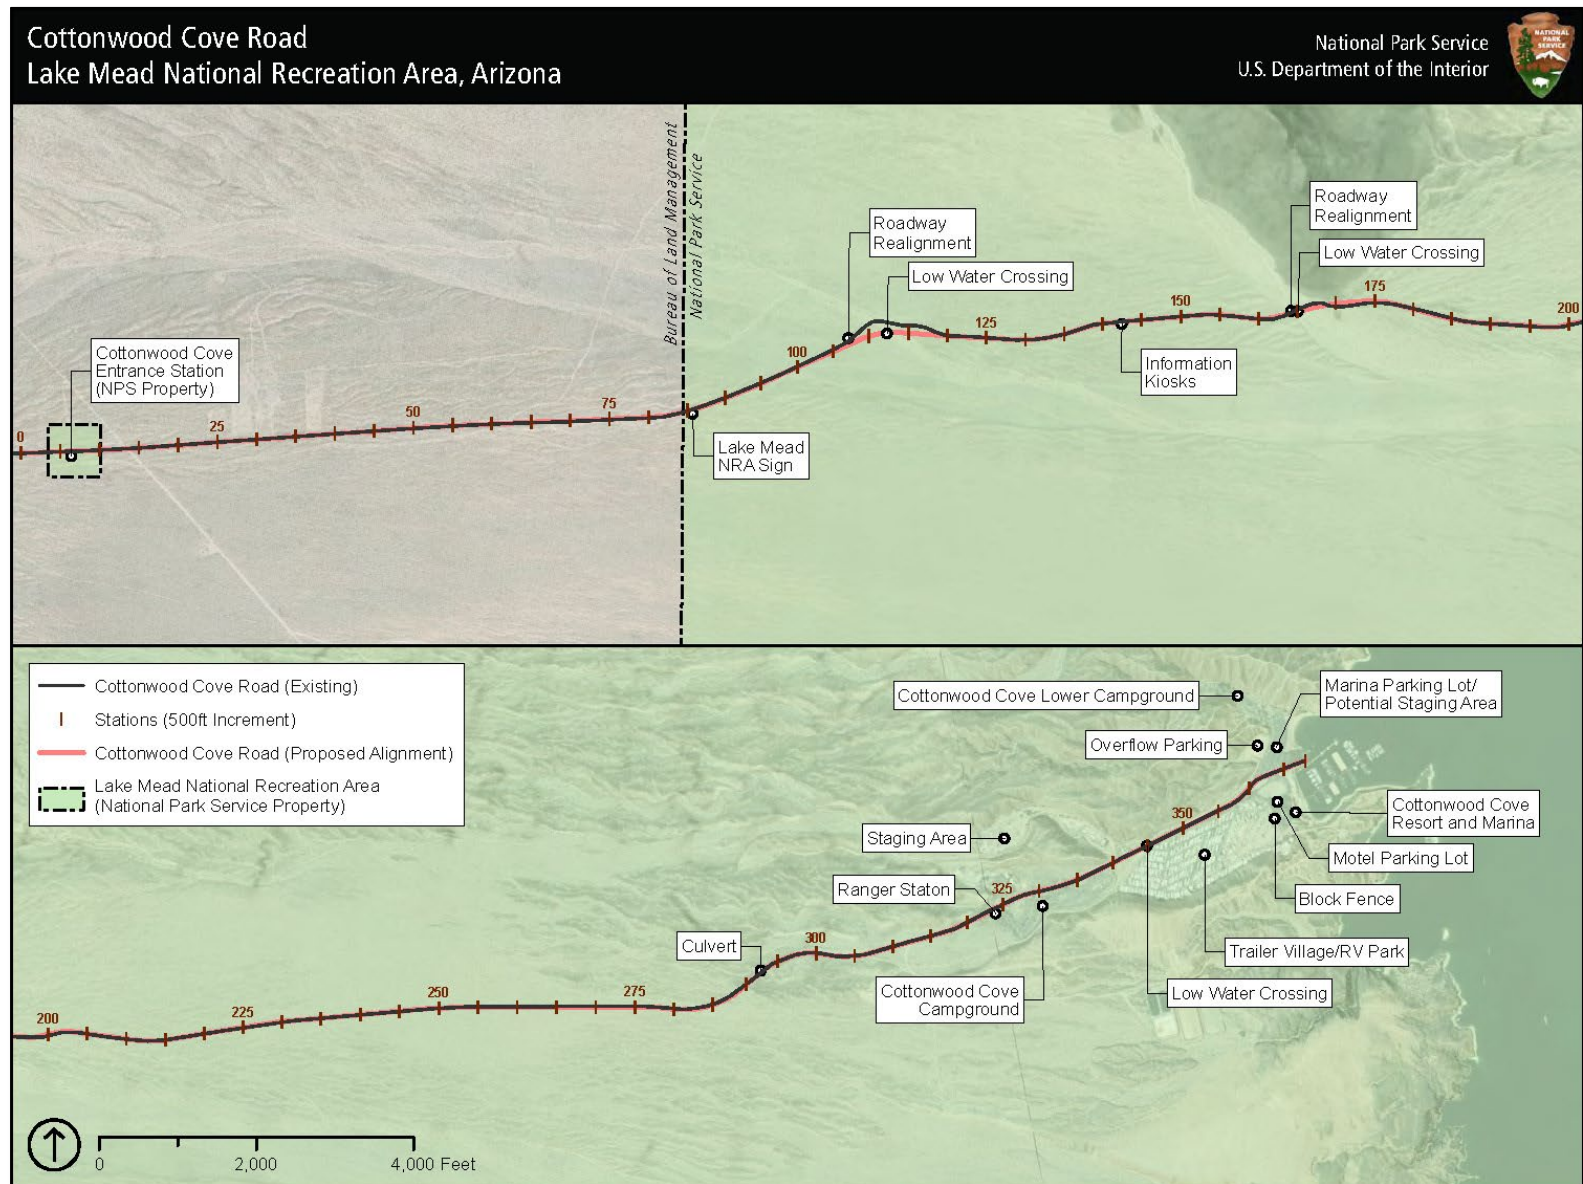 Cottonwood Cove Road
Lake Mead National Recreation Area, Arizona
National Park Service
U.S. Department of the Interior
NATIONAL
PARK
SERVICE
Bureau of Land Management
National Park Service
Roadway
Realignment
Low Water Crossing
Roadway
Realignment
Low Water Crossing
Cottonwood Cove
Entrance Station
(NPS Property)
Information
Kiosks
Lake Mead
NRA Sign
0
25
50
75
100
125
150
175
200
Cottonwood Cove Road (Existing)
Stations (500ft Increment)
Cottonwood Cove Road (Proposed Alignment)
Lake Mead National Recreation Area
(National Park Service Property)
Cottonwood Cove Lower Campground
Marina Parking Lot/
Potential Staging Area
Overflow Parking
Cottonwood Cove
Resort and Marina
Staging Area
Motel Parking Lot
Ranger Staton
Block Fence
Culvert
Trailer Village/RV Park
Cottonwood Cove
Campground
Low Water Crossing
200
225
250
275
300
325
350
0
2,000
4,000 Feet